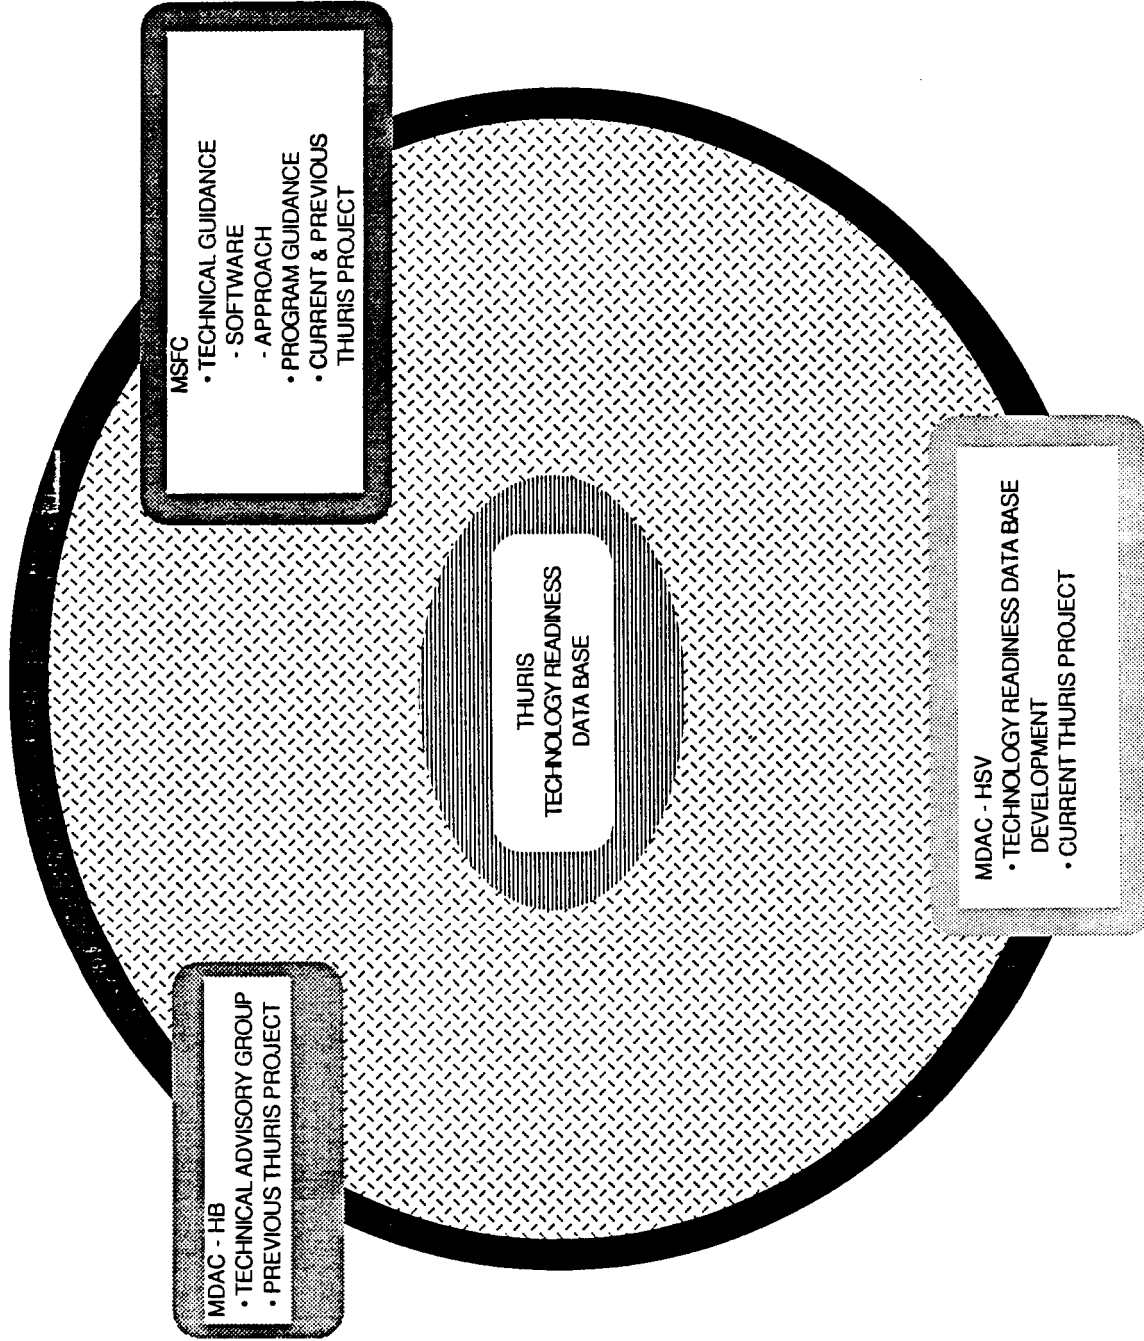 MDAC - HB
• TECHNICAL ADVISORY GROUP
• PREVIOUS THURIS PROJECT
MSFC
• TECHNICAL GUIDANCE
- SOFTWARE
- APPROACH
• PROGRAM GUIDANCE
• CURRENT & PREVIOUS
THURIS PROJECT
THURIS
TECHNOLOGY READINESS
DATA BASE
MDAC - HSV
• TECHNOLOGY READINESS DATA BASE
DEVELOPMENT
• CURRENT THURIS PROJECT